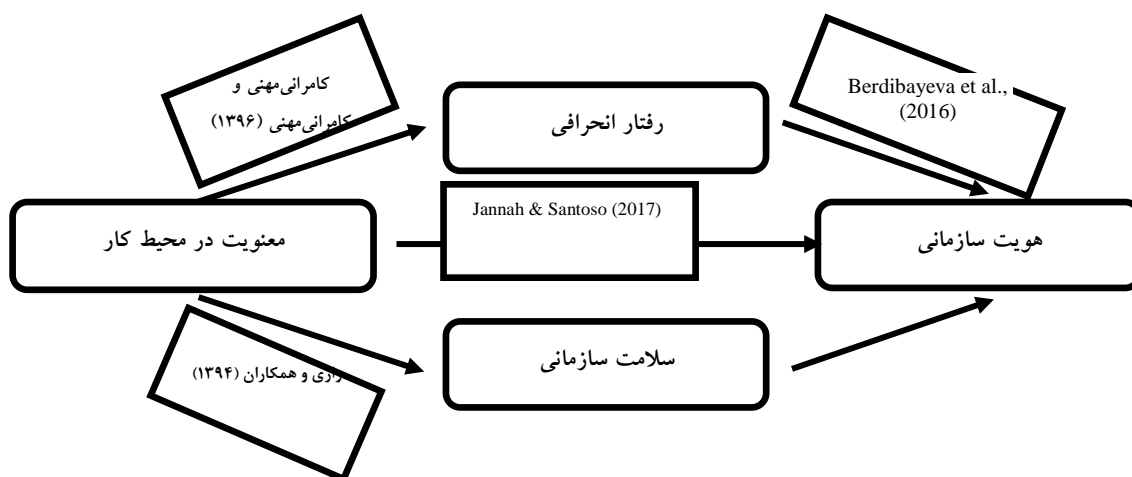 کامرانی‌مهنی و
کامرانی‌مهنی (۱۳۹۶)
Berdibayeva et al.,
(2016)
رفتار انحرافی
Jannah & Santoso (2017)
معنویت در محیط کار
هویت سازمانی
سلامت سازمانی
و همکاران (۱۳۹۴)